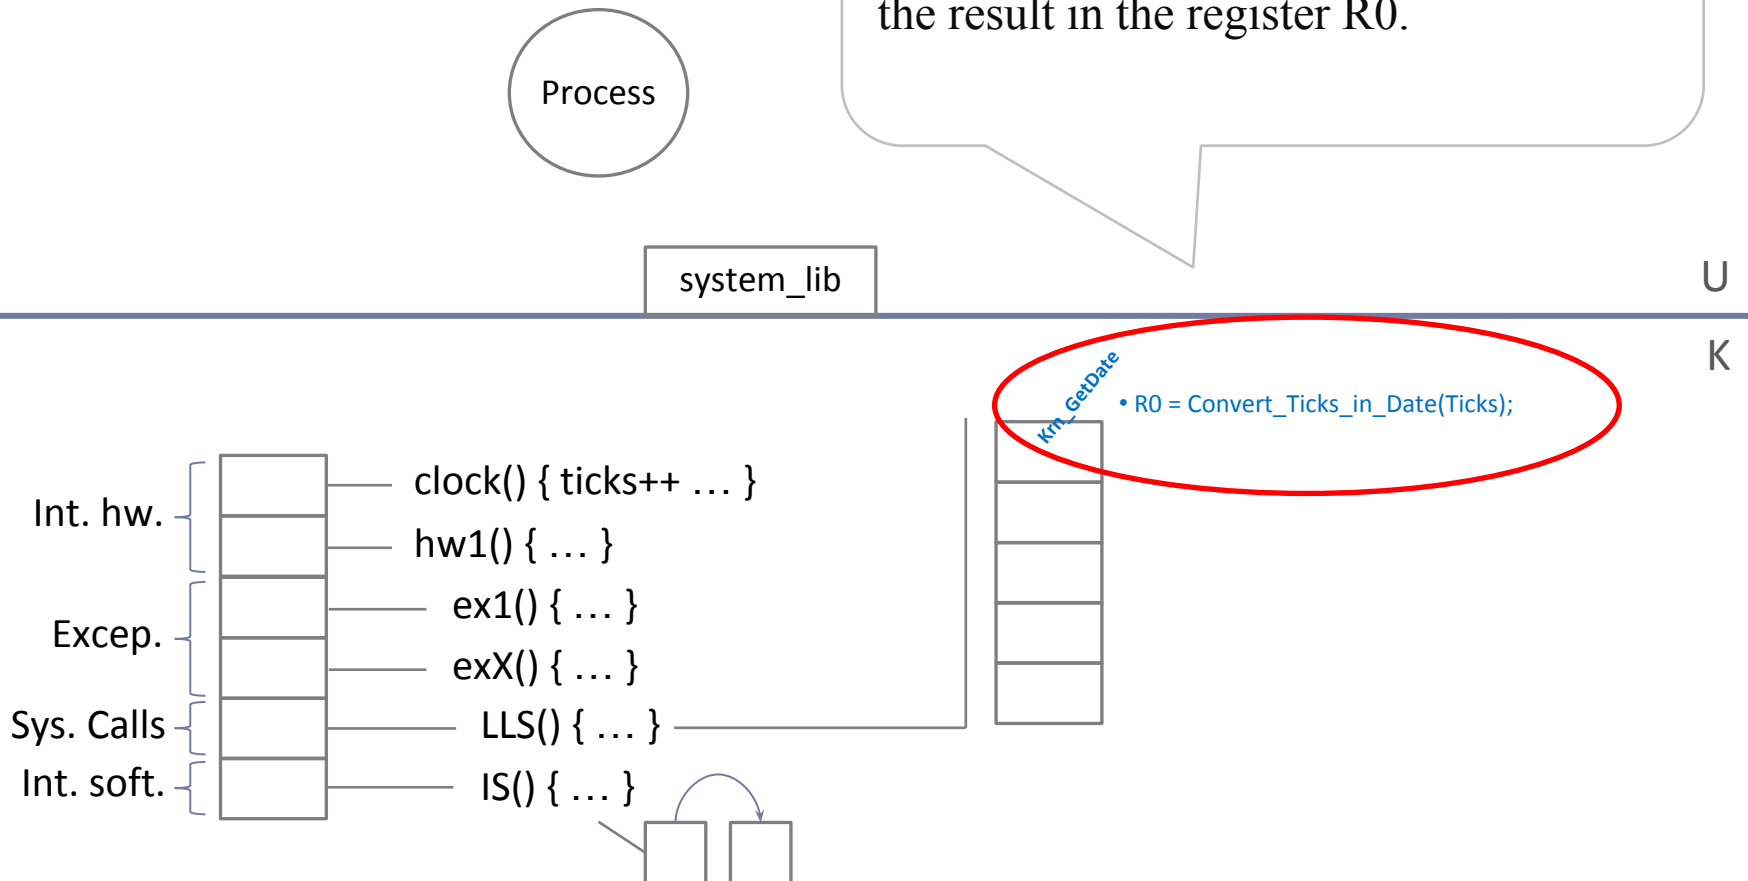 the result in the register R0.
Process
system_lib
U
K
Krn_GetDate
• R0 = Convert_Ticks_in_Date(Ticks);
clock() { ticks++ … }
Int. hw.
hw1() { … }
ex1() { … }
Excep.
exX() { … }
Sys. Calls
LLS() { … }
Int. soft.
IS() { … }